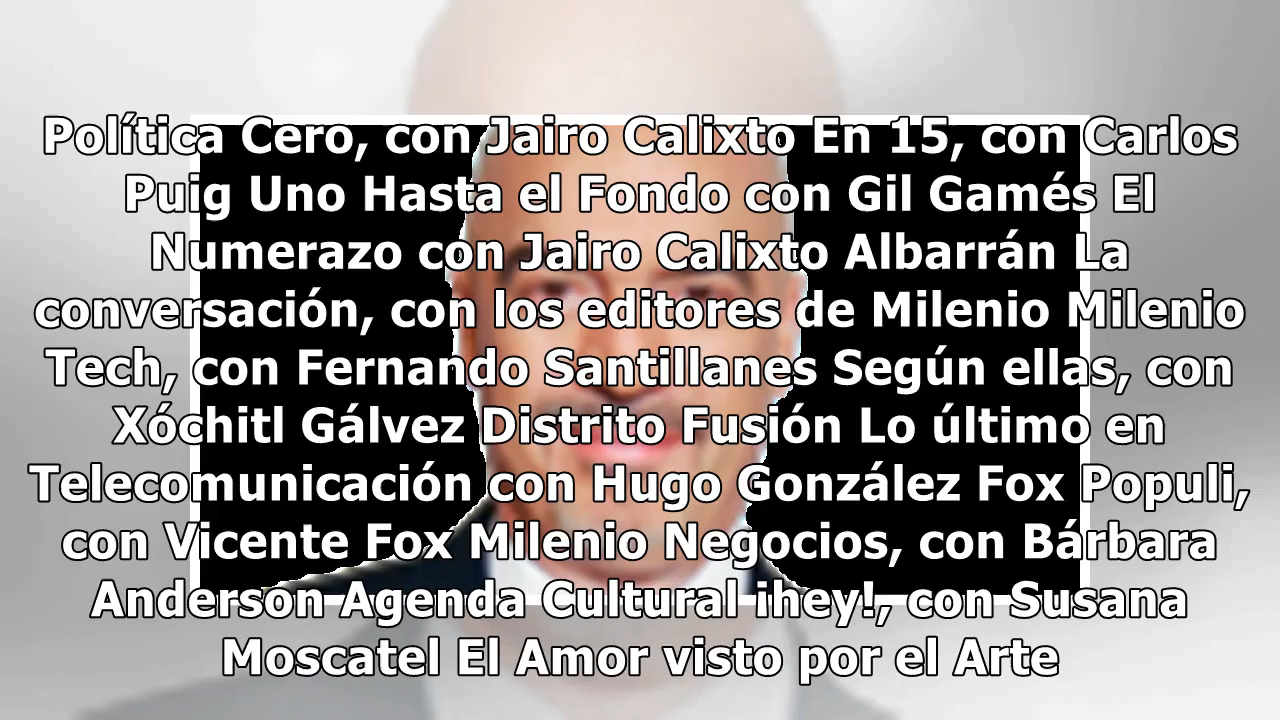 Política Cero, con Jairo Calixto En 15, con Carlos
Puig Uno Hasta el Fondo con Gil Gamés El
Numerazo con Jairo Calixto Albarrán La
conversación, con los editores de Milenio Milenio
Tech, con Fernando Santillanes Según ellas, con
Xóchitl Gálvez Distrito Fusión Lo último en
Telecomunicación con Hugo González Fox Populi,
con Vicente Fox Milenio Negocios, con Bárbara
Anderson Agenda Cultural ihey!, con Susana
Moscatel El Amor visto por el Arte